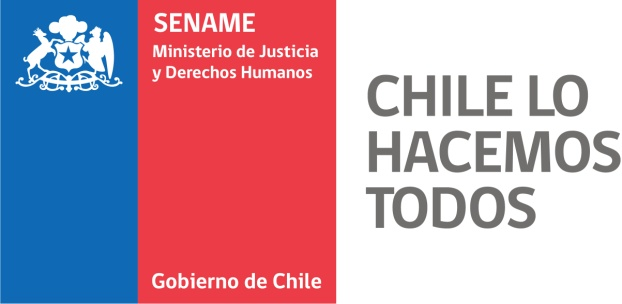 SENAME
Ministerio de Justicia
y Derechos Humanos
Gobierno de Chile
CHILE LO
HACEMOS
TODOS